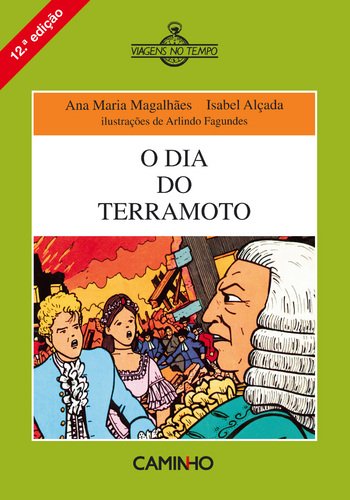 12.ª edição
VIAGENS NO TEMPO
Ana Maria Magalhães Isabel Alçada
ilustrações de Arlindo Fagundes
O DIA
DO
TERRAMOTO
CAMINHO